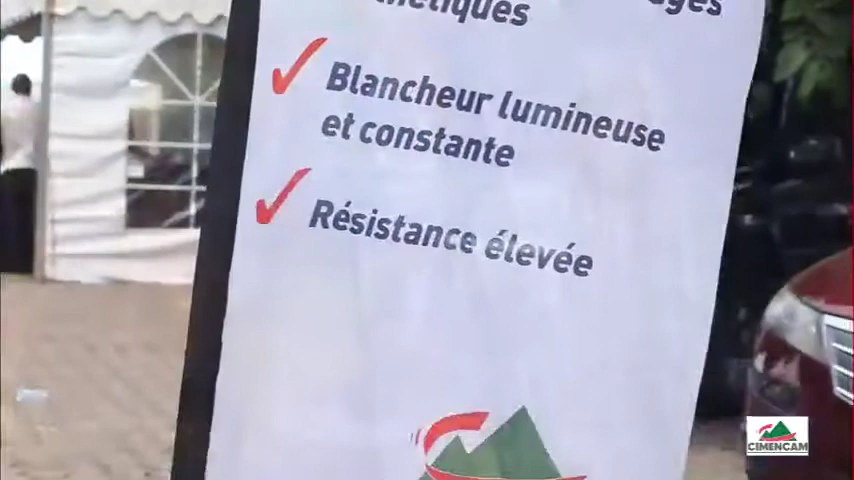 Blancheur lumineuse
et constante
Résistance élevée
CIMENCAM